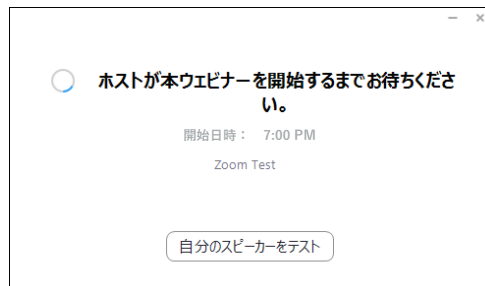 ホストが本ウェビナーを開始するまでお待ちくださ
い。
開始日時： 7:00 PM
Zoom Test
自分のスピーカーをテスト